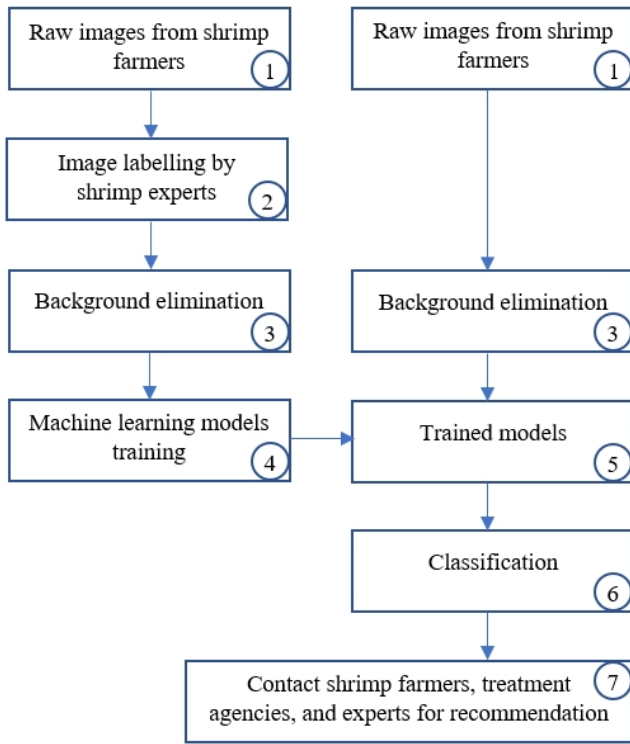 Raw images from shrimp
farmers
1
Image labelling by
shrimp experts
2
Background elimination
3
Machine learning models
training
4
Raw images from shrimp
farmers
1
Background elimination
3
Trained models
5
Classification
6
7
Contact shrimp farmers, treatment
agencies, and experts for recommendation